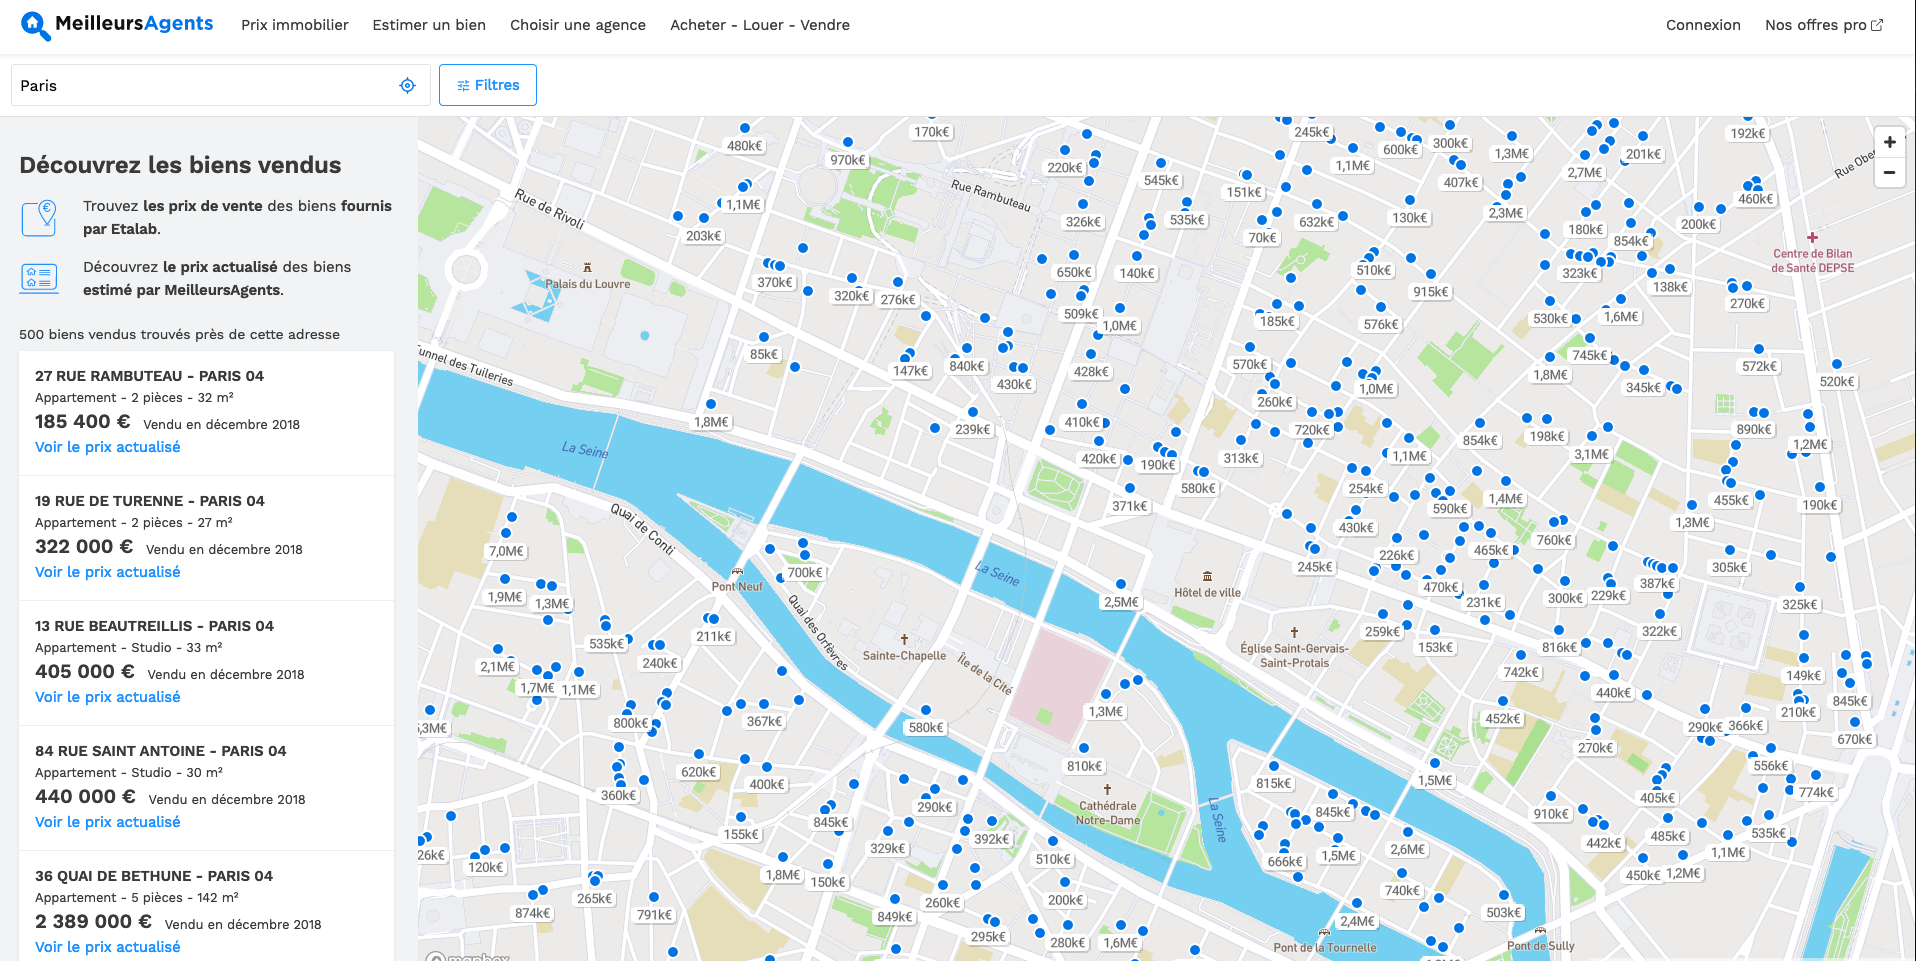 MeilleursAgents
Prix immobilier
Estimer un bien
Choisir une agence
Acheter - Louer - Vendre
Connexion
Nos offres pro
Paris
Filtres
Découvrez les biens vendus
Trouvez les prix de vente des biens fournis
par Etalab.
Découvrez le prix actualisé des biens
estimé par MeilleursAgents.
500 biens vendus trouvés près de cette adresse
27 RUE RAMBUTEAU - PARIS 04
Appartement - 2 pièces - 32 m²
185 400 € Vendu en décembre 2018
Voir le prix actualisé
19 RUE DE TURENNE - PARIS 04
Appartement - 2 pièces - 27 m²
322 000 € Vendu en décembre 2018
Voir le prix actualisé
13 RUE BEAUTREILLIS - PARIS 04
Appartement - Studio - 33 m²
405 000 € Vendu en décembre 2018
Voir le prix actualisé
84 RUE SAINT ANTOINE - PARIS 04
Appartement - Studio - 30 m²
440 000 € Vendu en décembre 2018
Voir le prix actualisé
36 QUAI DE BETHUNE - PARIS 04
Appartement - 5 pièces - 142 m²
2 389 000 € Vendu en décembre 2018
Voir le prix actualisé
+
−
170k€
245k€
192k€
480k€
970k€
600k€
300k€
1,3M€
201k€
220k€
1,1M€
2,7M€
545k€
151k€
407k€
Rue Rambuteau
Rue de Rivoli
1,1M€
326k€
535k€
632k€
130k€
2,3M€
460k€
200k€
203k€
70k€
180k€
854k€
Centre de Bilan
de Santé DEPSE
Palais du Louvre
370k€
650k€
140k€
510k€
323k€
320k€
276k€
915k€
138k€
270k€
509k€
1,0M€
185k€
576k€
530k€
1,6M€
85k€
147k€
840k€
430k€
428k€
570k€
1,0M€
745k€
1,8M€
345k€
572k€
520k€
1,8M€
239k€
410k€
260k€
720k€
854k€
198k€
890k€
1,2M€
La Seine
420k€
190k€
313k€
1,1M€
3,1M€
580k€
254k€
1,4M€
455k€
371k€
590k€
190k€
Quai de Conti
430k€
1,3M€
7,0M€
226k€
465k€
760k€
Pont Neuf
700k€
La Seine
245k€
470k€
387k€
305k€
1,9M€
1,3M€
2,5M€
Hôtel de ville
231k€
300k€
229k€
325k€
Quai des Orfèvres
535k€
211k€
259k€
322k€
Sainte-Chapelle
Île de la Cité
Église Saint-Gervais-
Saint-Protais
153k€
816k€
2,1M€
240k€
742k€
149k€
1,7M€
1,1M€
440k€
845k€
800k€
367k€
580k€
1,3M€
452k€
290k€
366k€
210k€
270k€
670k€
620k€
810k€
556k€
400k€
815k€
1,5M€
360k€
290k€
Cathédrale
Notre-Dame
La Seine
845k€
910k€
405k€
774k€
155k€
845k€
392k€
329k€
442k€
485k€
535k€
120k€
510k€
666k€
1,5M€
2,6M€
1,1M€
1,8M€
150k€
740k€
450k€
1,2M€
265k€
260k€
200k€
874k€
791k€
849k€
2,4M€
503k€
295k€
280k€
1,6M€
Pont de la Tournelle
Pont de Sully
mapbox